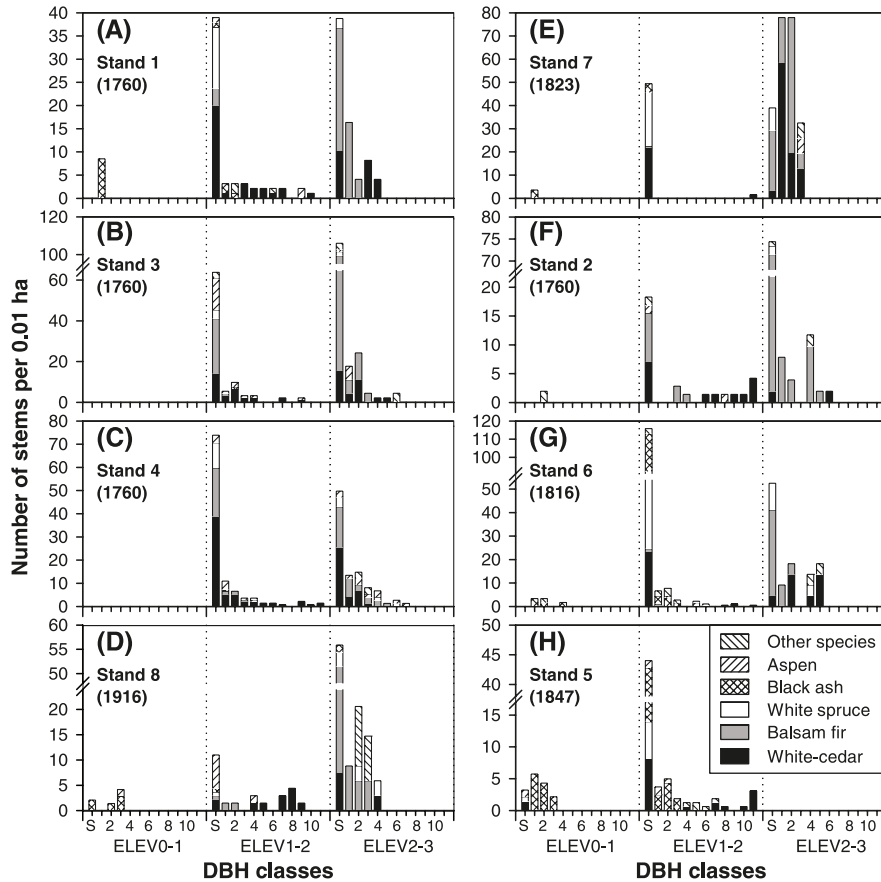 Number of stems per 0.01 ha
(A)
Stand 1
(1760)
40
35
30
25
20
15
10
5
0
(E)
Stand 7
(1823)
80
70
60
50
40
30
20
10
0
(B)
Stand 3
(1760)
120
100
60
40
20
0
(F)
Stand 2
(1760)
80
75
70
20
15
10
5
0
(C)
Stand 4
(1760)
80
70
60
50
40
30
20
10
0
(G)
Stand 6
(1816)
120
110
100
50
40
30
20
10
0
(D)
Stand 8
(1916)
60
55
50
25
20
15
10
5
0
(H)
Stand 5
(1847)
50
45
40
15
10
5
0
Other species
Aspen
Black ash
White spruce
Balsam fir
White-cedar
S 2 4 6 8 10 S 2 4 6 8 10 S 2 4 6 8 10
ELEV0-1 ELEV1-2 ELEV2-3
DBH classes
S 2 4 6 8 10 S 2 4 6 8 10 S 2 4 6 8 10
ELEV0-1 ELEV1-2 ELEV2-3
DBH classes